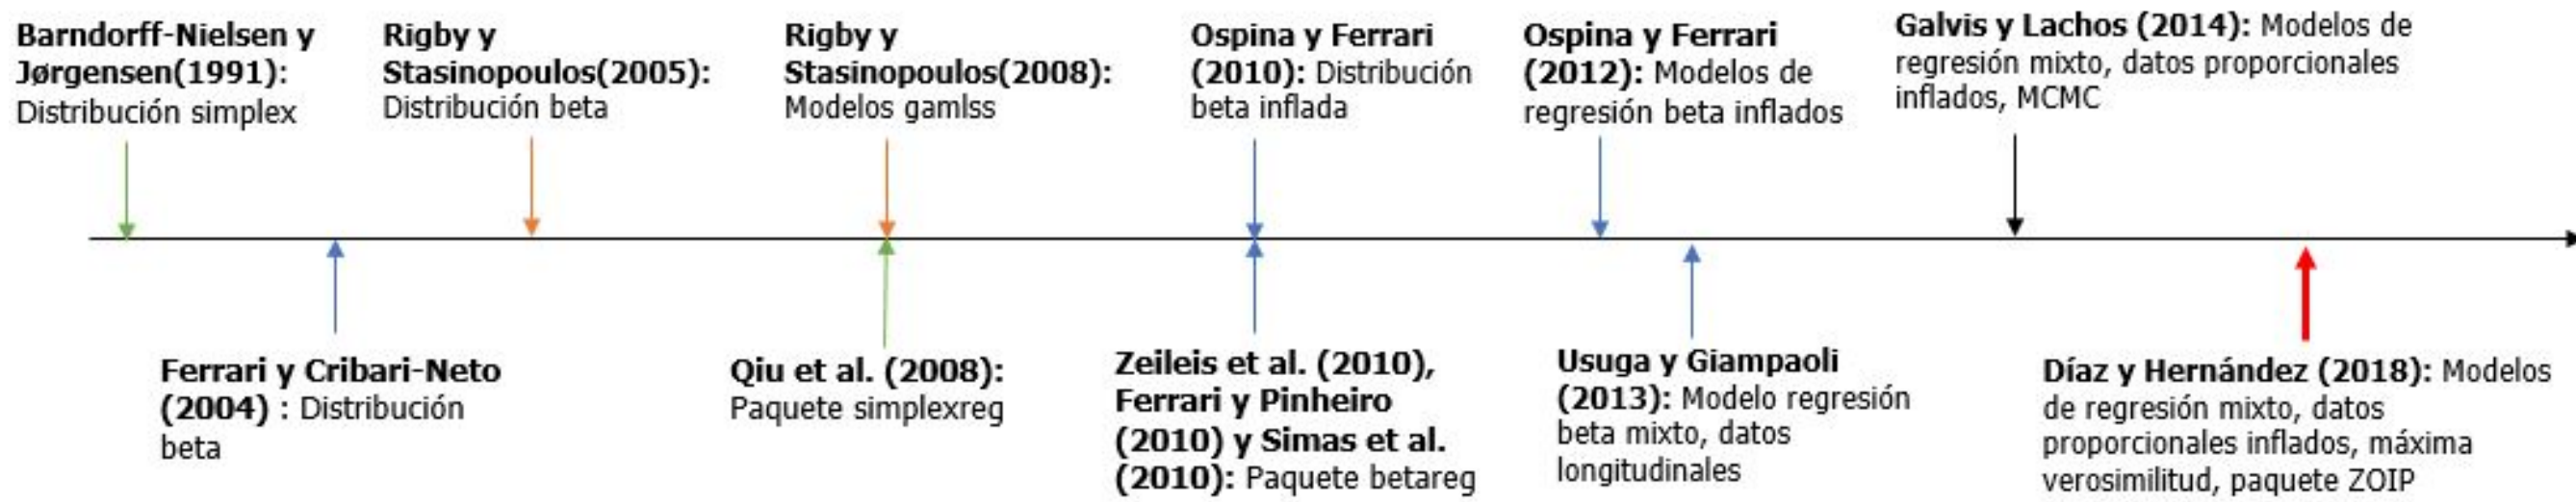 Barndorff-Nielsen y
Jørgensen(1991):
Distribución simplex
Rigby y
Stasinopoulos(2005):
Distribución beta
Rigby y
Stasinopoulos(2008):
Modelos gamlss
Ospina y Ferrari
(2010): Distribución
beta inflada
Ospina y Ferrari
(2012): Modelos de
regresión beta inflados
Galvis y Lachos (2014): Modelos de
regresión mixto, datos proporcionales
inflados, MCMC
Ferrari y Cribari-Neto
(2004) : Distribución
beta
Qiu et al. (2008):
Paquete simplexreg
Zeileis et al. (2010),
Ferrari y Pinheiro
(2010) y Simas et al.
(2010): Paquete betareg
Usuga y Giampaoli
(2013): Modelo regresión
beta mixto, datos
longitudinales
Díaz y Hernández (2018): Modelos
de regresión mixto, datos
proporcionales inflados, máxima
verosimilitud, paquete ZOIP